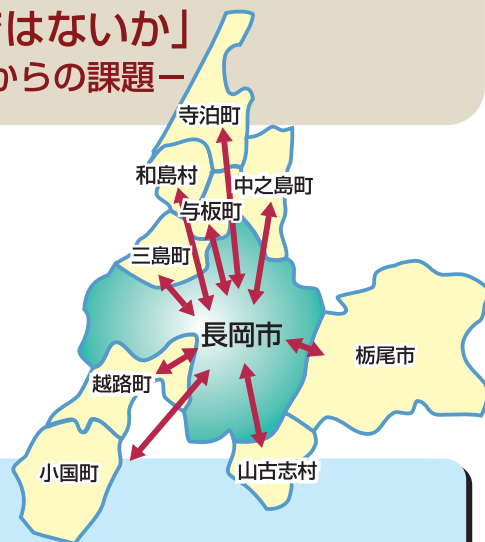 ではないか」
からの課題－
寺泊町
和島村
中之島町
与板町
三島町
長岡市
栃尾市
越路町
小国町
山古志村